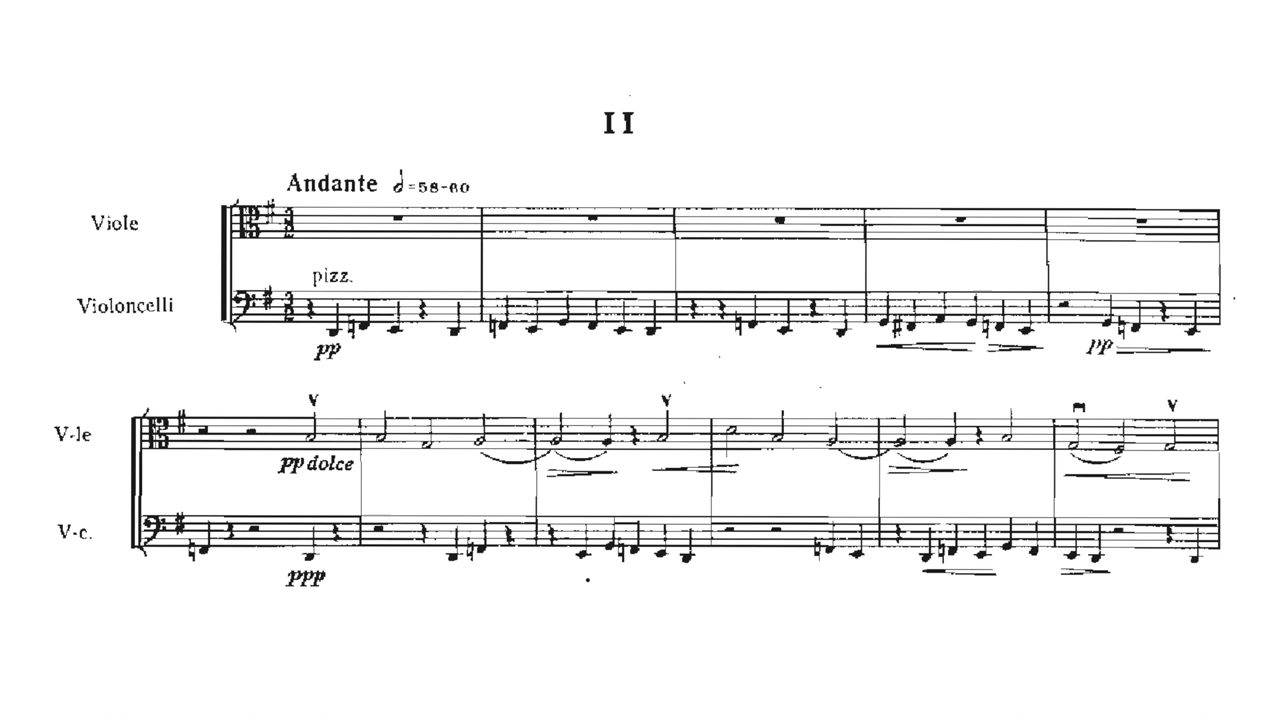 II
Andante 𝅗𝅥=58-60
Viole
pizz.
Violoncelli
pp
pp
V-le
pp dolce
V-c.
ppp